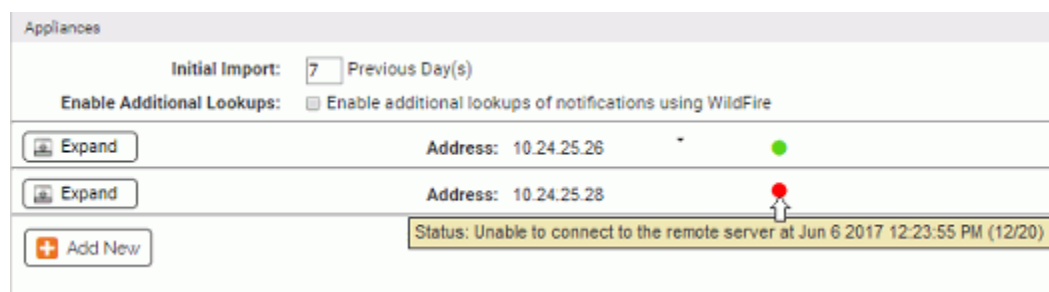 Appliances
Initial Import: 7 Previous Day(s)
Enable Additional Lookups: Enable additional lookups of notifications using WildFire
Expand Address: 10.24.25.26
Expand Address: 10.24.25.28
Status: Unable to connect to the remote server at Jun 6 2017 12:23:55 PM (12/20)
Add New